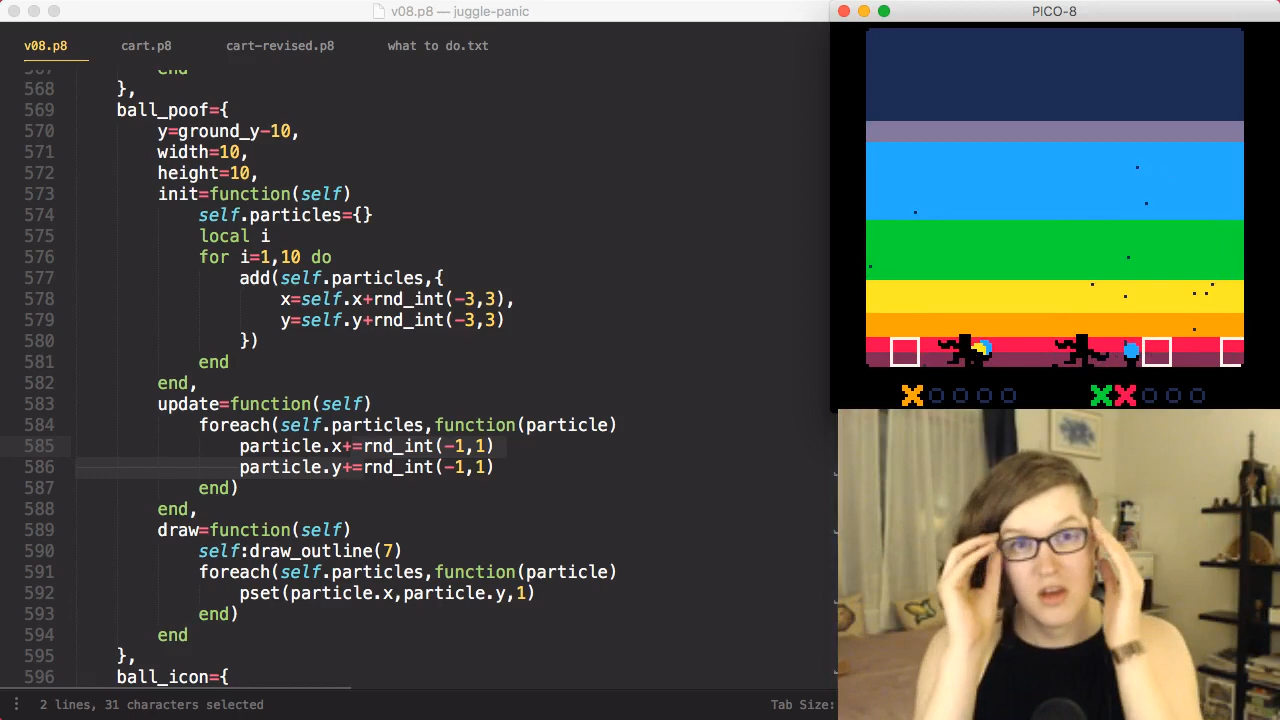 v08.p8 — juggle-panic
PICO-8
v08.p8 cart.p8 cart-revised.p8 what to do.txt
567 end
568 },
569 ball_poof={
570 y=ground_y-10,
571 width=10,
572 height=10,
573 init=function(self)
574 self.particles={}
575 local i
576 for i=1,10 do
577 add(self.particles,{
578 x=self.x+rnd_int(-3,3),
579 y=self.y+rnd_int(-3,3)
580 })
581 end
582 end,
583 update=function(self)
584 foreach(self.particles,function(particle)
585 particle.x+=rnd_int(-1,1)
586 particle.y+=rnd_int(-1,1)
587 end)
588 end,
589 draw=function(self)
590 self:draw_outline(7)
591 foreach(self.particles,function(particle)
592 pset(particle.x,particle.y,1)
593 end)
594 end
595 },
596 ball_icon={
2 lines, 31 characters selected
Tab Size: